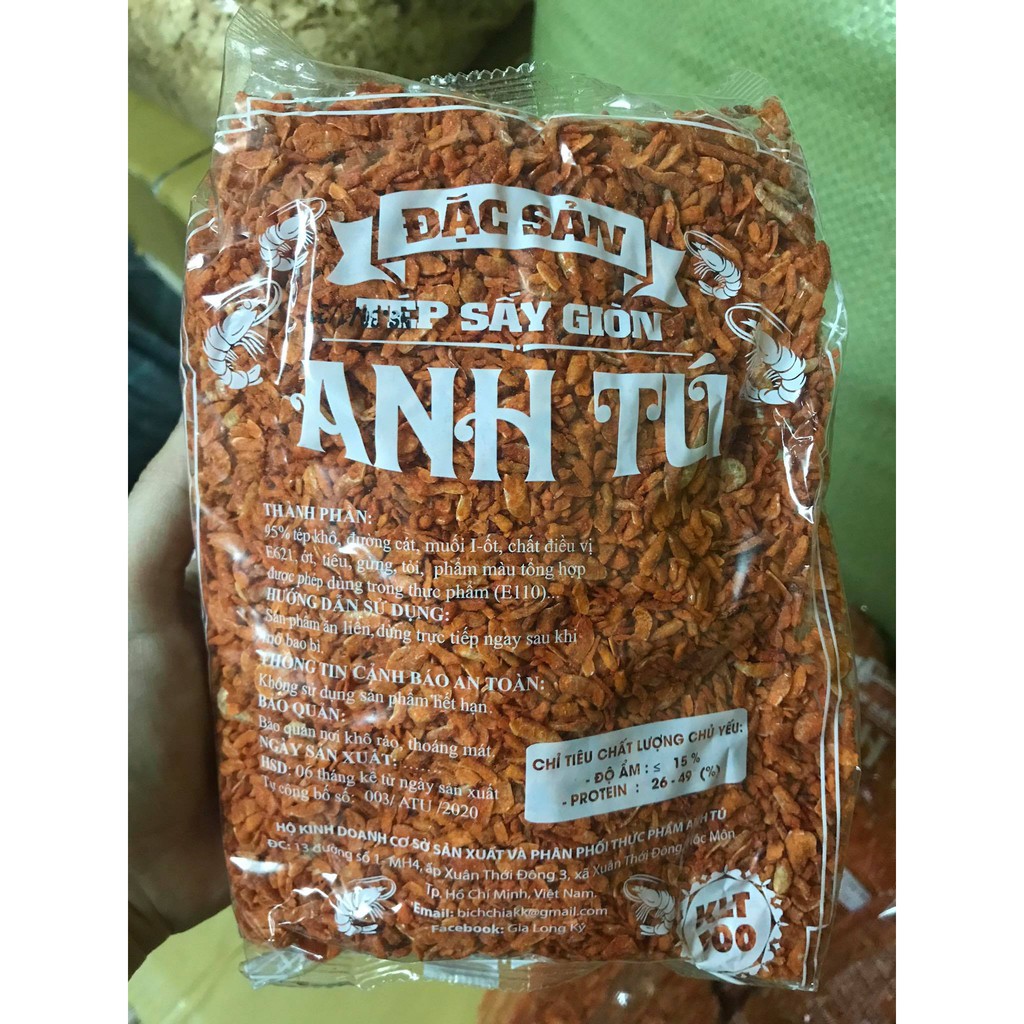 ĐẶC SẢN
TÉP SẤY GIÒN
ANH TÚ
THÀNH PHẦN:
95% tép khô, đường cát, muối I-ốt, chất điều vị
E621, ớt, tiêu, gừng, tỏi, phẩm màu tổng hợp
được phép dùng trong thực phẩm (E110)...
HƯỚNG DẪN SỬ DỤNG:
Sản phẩm ăn liền, dùng trực tiếp ngay sau khi
mở bao bì
THÔNG TIN CẢNH BÁO AN TOÀN:
Không sử dụng sản phẩm hết hạn
BẢO QUẢN:
Bảo quản nơi khô ráo, thoáng mát.
NGÀY SẢN XUẤT: .....
HSD: 06 tháng kể từ ngày sản xuất
Tự công bố số: 003/ ATU /2020
CHỈ TIÊU CHẤT LƯỢNG CHỦ YẾU:
- ĐỘ ẨM : ≤ 15 %
- PROTEIN : 26 - 49 (%)
HỘ KINH DOANH CƠ SỞ SẢN XUẤT VÀ PHÂN PHỐI THỰC PHẨM ANH TÚ
ĐC: 13 đường số 1- MH4, ấp Xuân Thới Đông 3, xã Xuân Thới Đông, Hóc Môn
Tp. Hồ Chí Minh, Việt Nam.
Email: bichchiakk@gmail.com
Facebook: Gia Long Ký
KLT